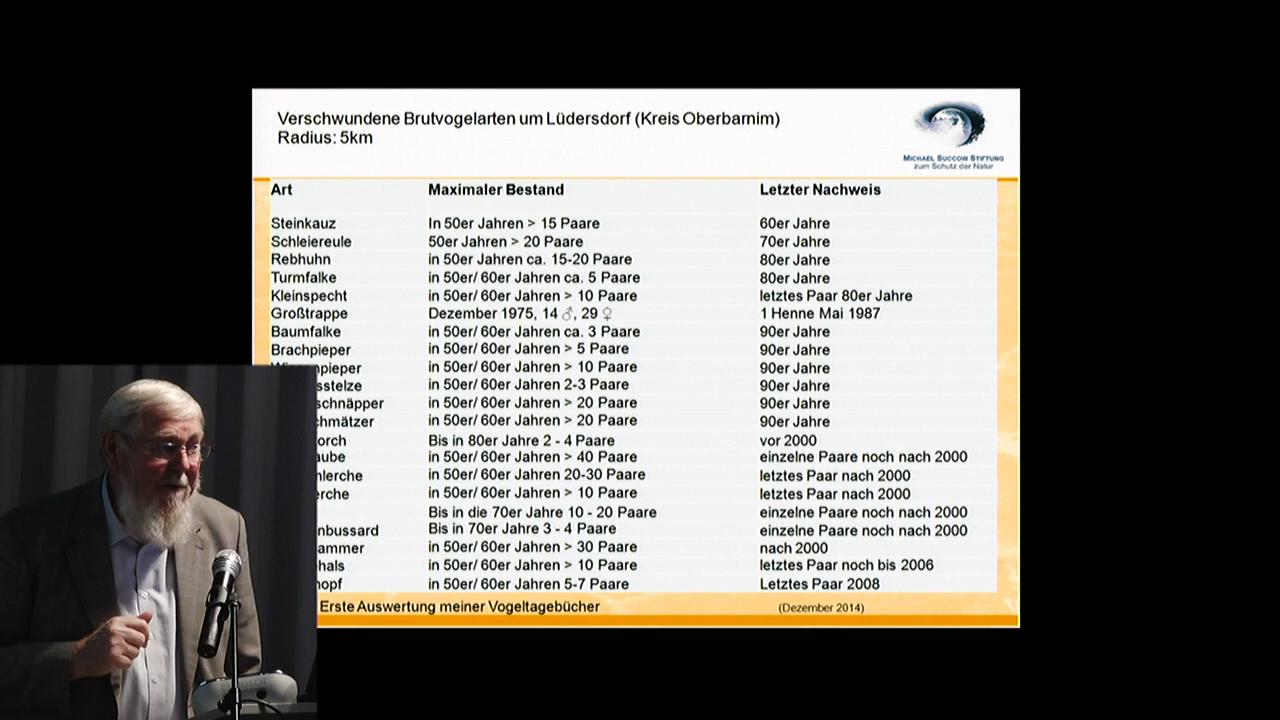 Verschwundene Brutvogelarten um Lüdersdorf (Kreis Oberbarnim)
Radius: 5km
MICHAEL SUCCOW STIFTUNG
zum Schutz der Natur
Art Maximaler Bestand Letzter Nachweis
Steinkauz In 50er Jahren > 15 Paare 60er Jahre
Schleiereule 50er Jahren > 20 Paare 70er Jahre
Rebhuhn in 50er Jahren ca. 15-20 Paare 80er Jahre
Turmfalke in 50er/ 60er Jahren ca. 5 Paare 80er Jahre
Kleinspecht in 50er/ 60er Jahren > 10 Paare letztes Paar 80er Jahre
Großtrappe Dezember 1975, 14 ♂, 29 ♀ 1 Henne Mai 1987
Baumfalke in 50er/ 60er Jahren ca. 3 Paare 90er Jahre
Brachpieper in 50er/ 60er Jahren > 5 Paare 90er Jahre
pieper in 50er/ 60er Jahren > 10 Paare 90er Jahre
sstelze in 50er/ 60er Jahren 2-3 Paare 90er Jahre
schnäpper in 50er/ 60er Jahren > 20 Paare 90er Jahre
chmätzer in 50er/ 60er Jahren > 20 Paare 90er Jahre
orch Bis in 80er Jahre 2 - 4 Paare vor 2000
aube in 50er/ 60er Jahren > 40 Paare einzelne Paare noch nach 2000
nlerche in 50er/ 60er Jahren 20-30 Paare letztes Paar nach 2000
erche in 50er/ 60er Jahren > 10 Paare letztes Paar nach 2000
Bis in die 70er Jahre 10 - 20 Paare einzelne Paare noch nach 2000
nbussard Bis in 70er Jahre 3 - 4 Paare einzelne Paare noch nach 2000
ammer in 50er/ 60er Jahren > 30 Paare nach 2000
hals in 50er/ 60er Jahren > 10 Paare letztes Paar noch bis 2006
hopf in 50er/ 60er Jahren 5-7 Paare Letztes Paar 2008
Erste Auswertung meiner Vogeltagebücher (Dezember 2014)